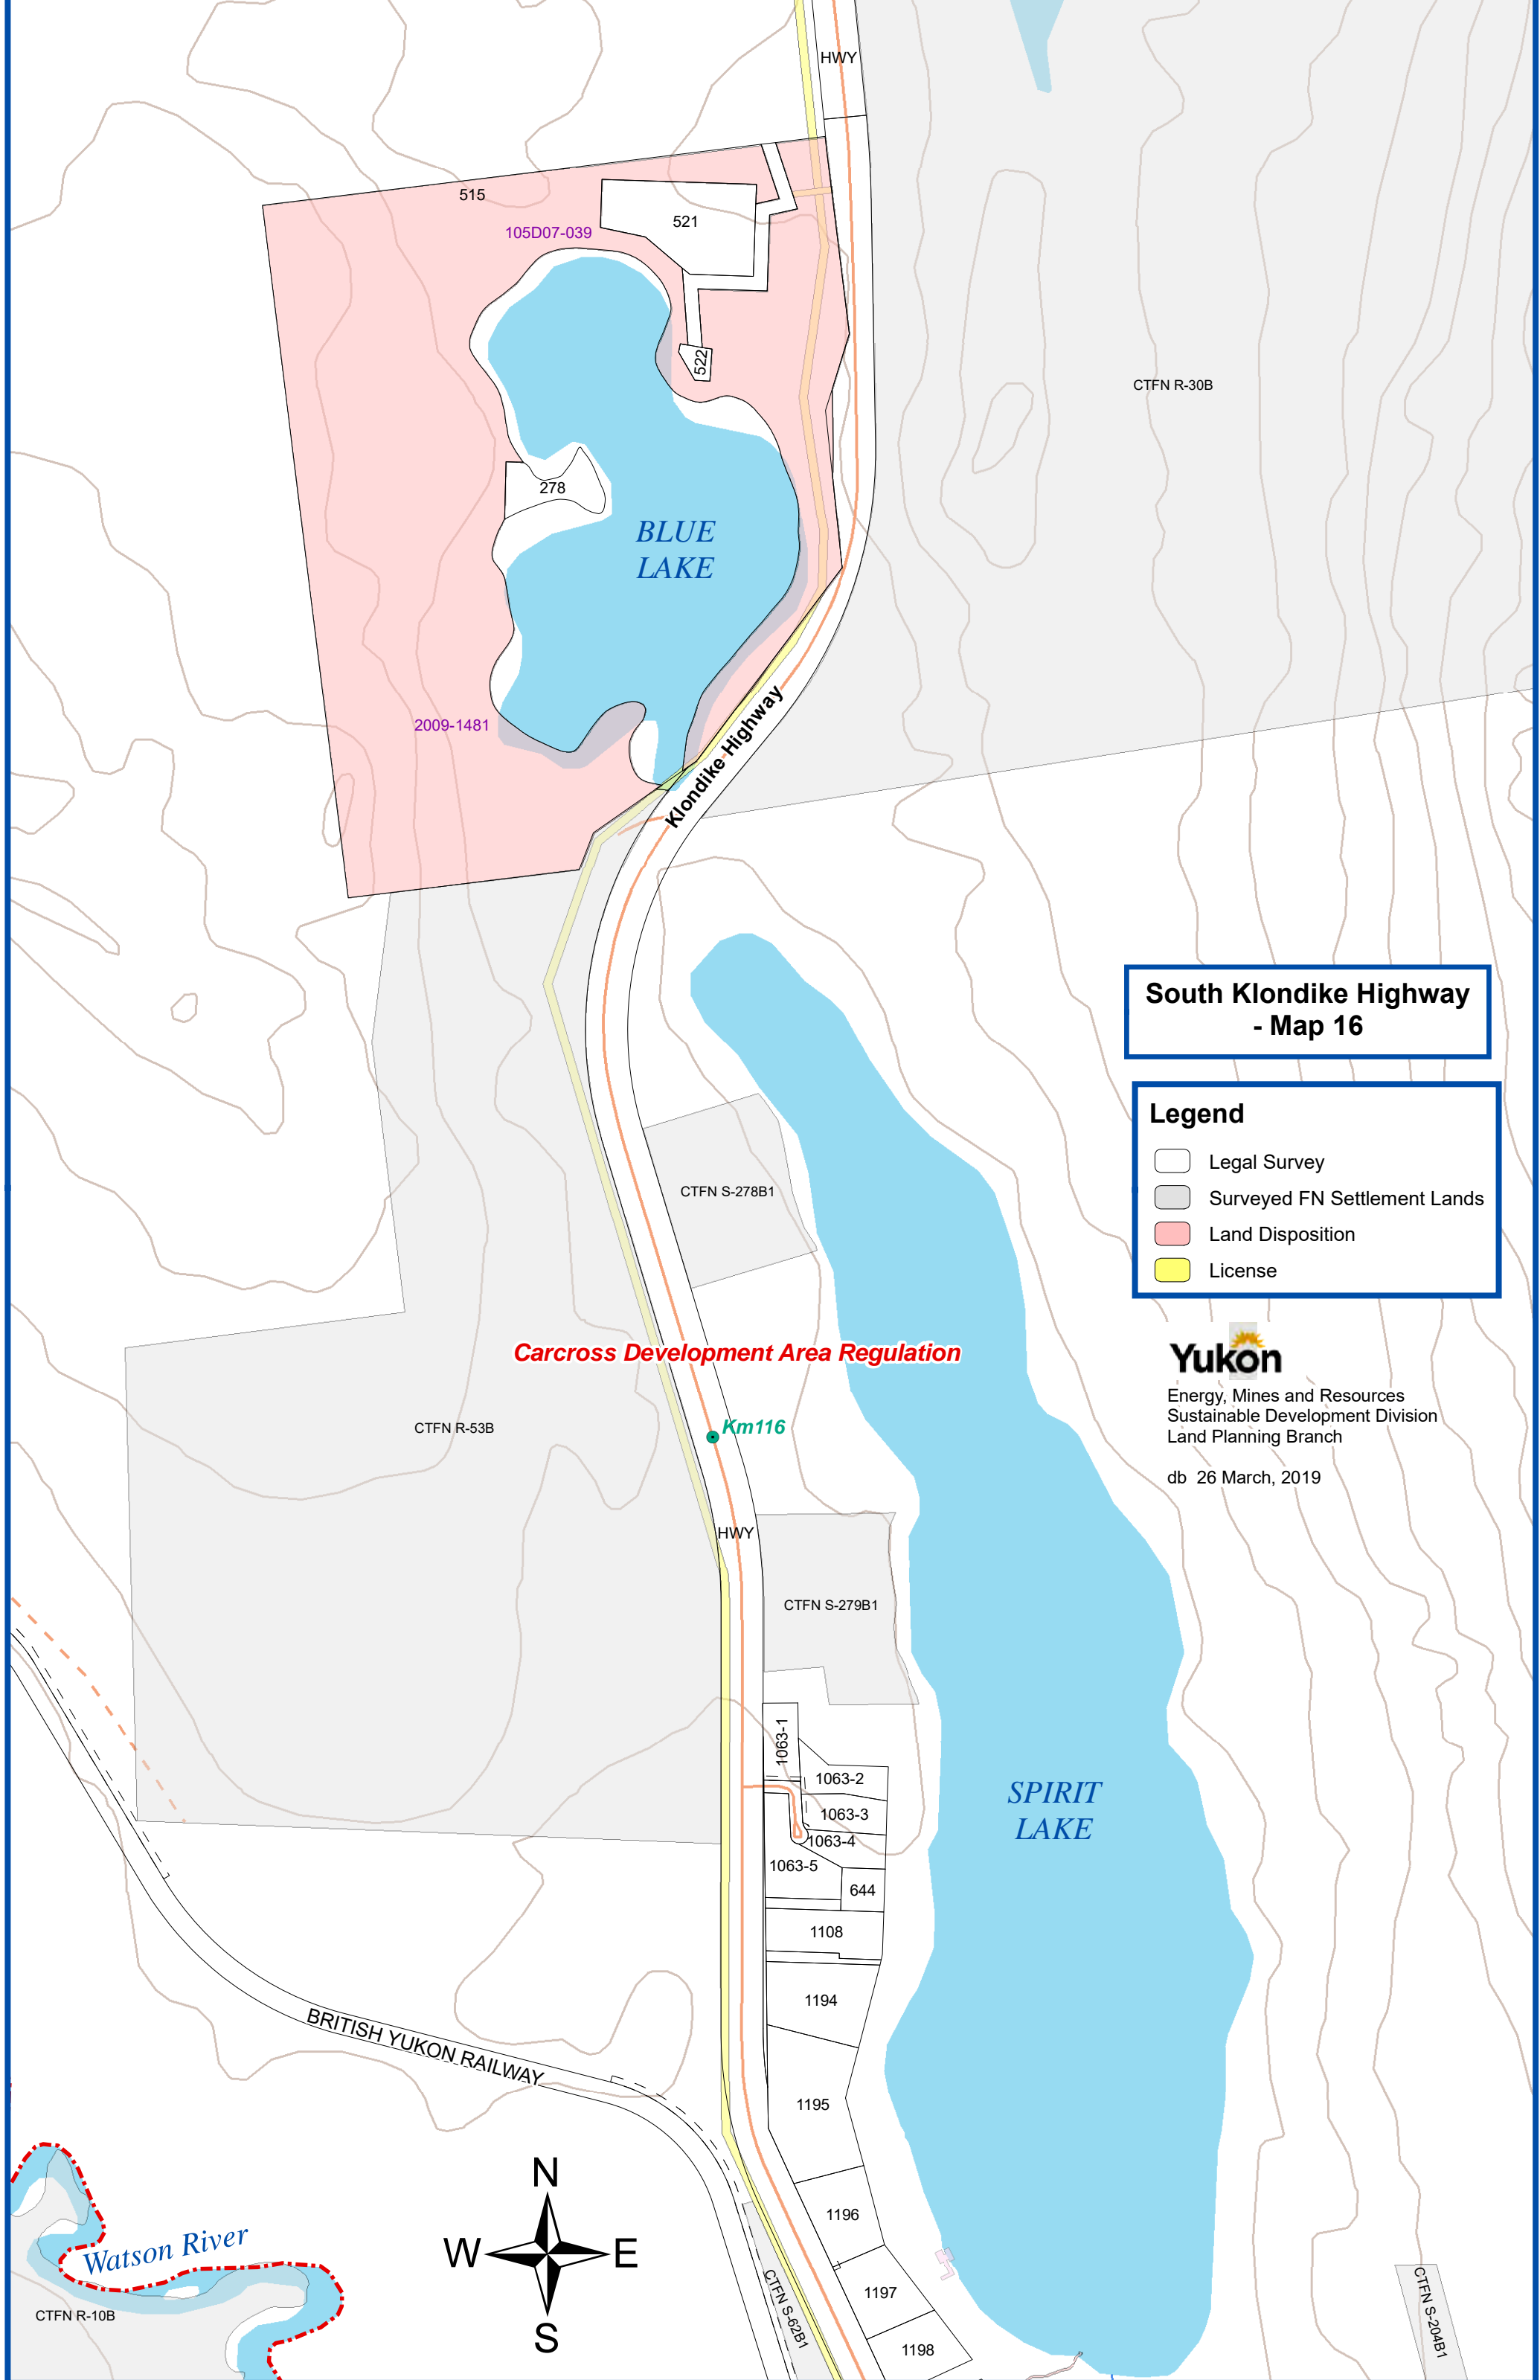 HWY
515
521
105D07-039
522
CTFN R-30B
278
BLUE
LAKE
2009-1481
Klondike Highway
South Klondike Highway
- Map 16
Legend
Legal Survey
Surveyed FN Settlement Lands
Land Disposition
License
CTFN S-278B1
Carcross Development Area Regulation
Yukon
Energy, Mines and Resources
Sustainable Development Division
Land Planning Branch
db 26 March, 2019
CTFN R-53B
Km116
HWY
CTFN S-279B1
1063-1
1063-2
1063-3
1063-4
1063-5
644
SPIRIT
LAKE
1108
1194
BRITISH YUKON RAILWAY
1195
N
W
E
S
1196
Watson River
CTFN R-10B
CTFN S-62B1
1197
1198
CTFN S-204B1